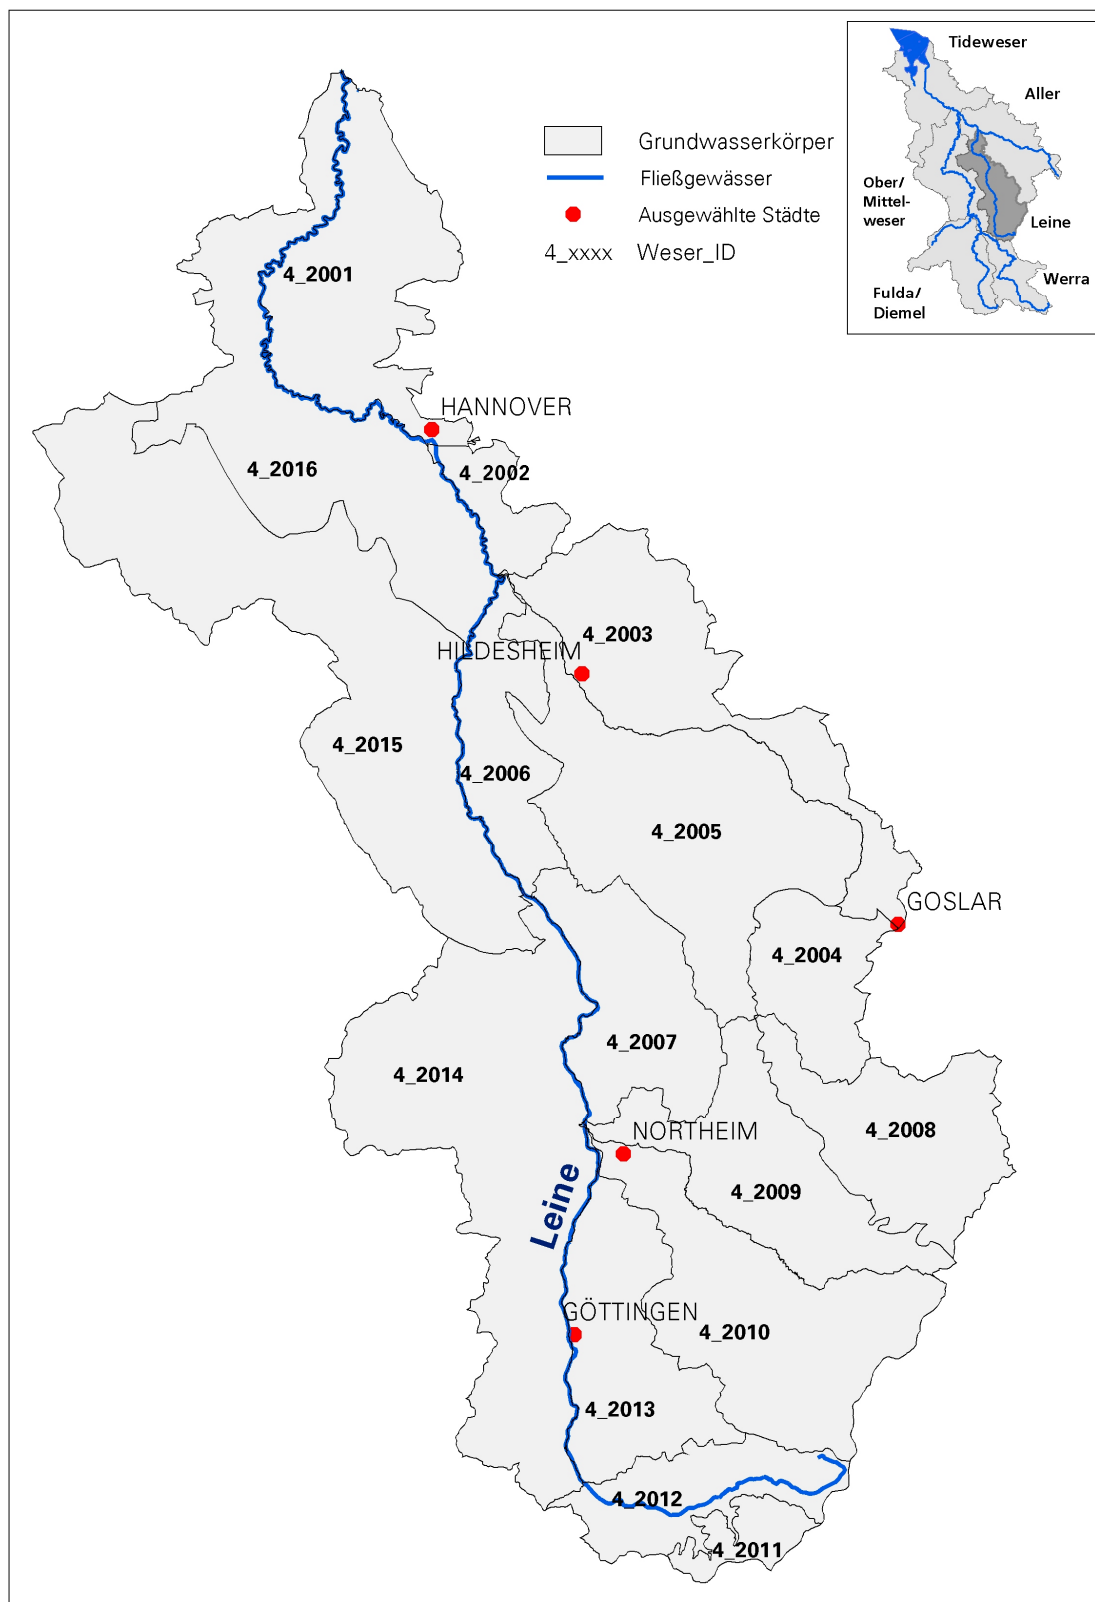 Tideweser
Aller
Ober/
Mittel-
weser
Leine
Werra
Fulda/
Diemel
Grundwasserkörper
Fließgewässer
Ausgewählte Städte
4_xxxx Weser_ID
4_2001
HANNOVER
4_2016
4_2002
4_2003
HILDESHEIM
4_2015
4_2006
4_2005
GOSLAR
4_2004
4_2007
4_2014
4_2008
NORTHEIM
4_2009
Leine
GÖTTINGEN
4_2010
4_2013
4_2012
4_2011